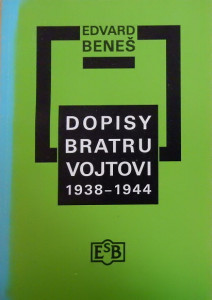 EDVARD
BENEŠ
DOPISY
BRATRU
VOJTOVI
1938–1944
ESB